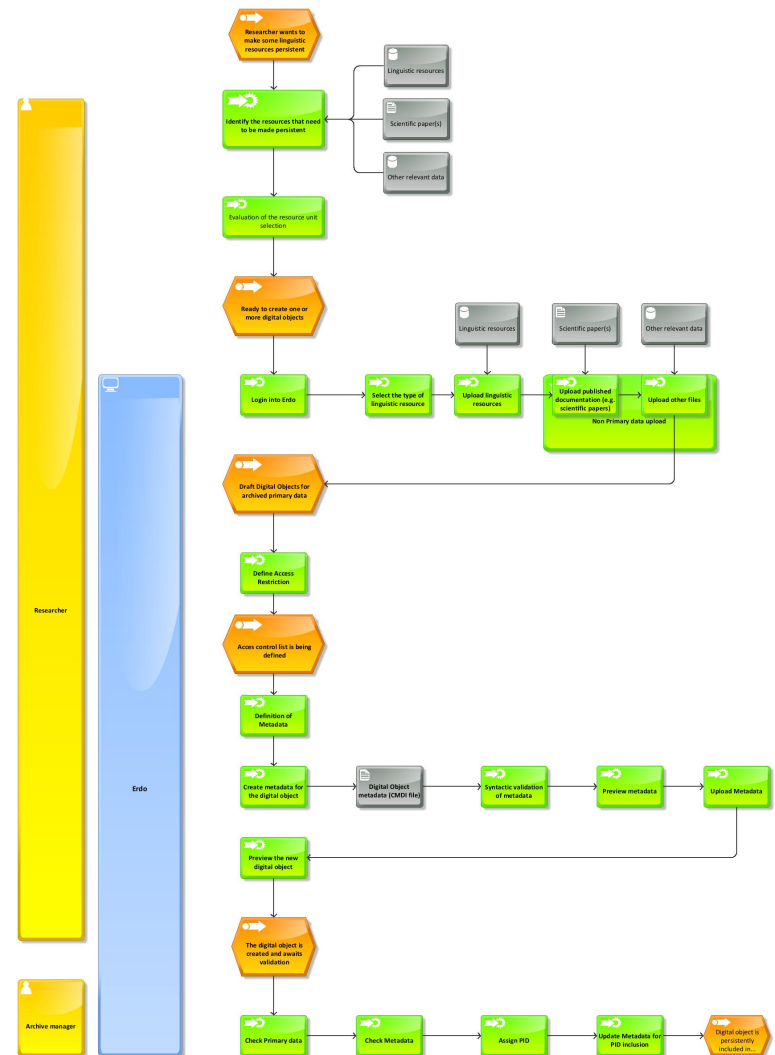 Researcher wants to
make some linguistic
resources persistent
Linguistic resources
Identify the resources that need
to be made persistent
Scientific paper(s)
Other relevant data
Evaluation of the resource unit
selection
Ready to create one or
more digital objects
Linguistic resources
Scientific paper(s)
Other relevant data
Login into Erdo
Select the type of
linguistic resource
Upload linguistic
resources
Upload published
documentation (e.g.
scientific papers)
Upload other files
Non Primary data upload
Draft Digital Objects for
archived primary data
Define Access
Restriction
Researcher
Acces control list is being
defined
Definition of
Metadata
Erdo
Create metadata for
the digital object
Digital Object
metadata (CMDI file)
Syntactic validation
of metadata
Preview metadata
Upload Metadata
Preview the new
digital object
The digital object is
created and awaits
validation
Archive manager
Check Primary data
Check Metadata
Assign PID
Update Metadata for
PID inclusion
Digital object is
persistently
included in...